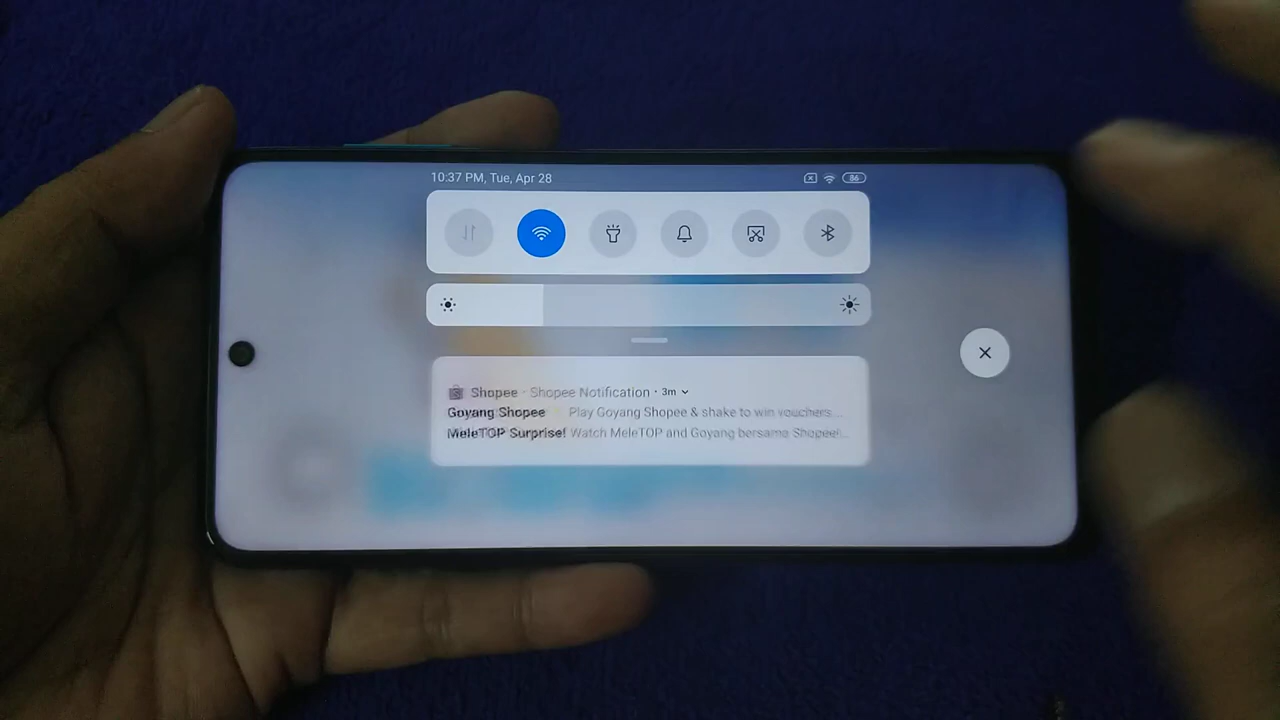 10:37 PM, Tue, Apr 28
86
Shopee · Shopee Notification · 3m
Goyang Shopee Play Goyang Shopee & shake to win vouchers...
MeleTOP Surprise! Watch MeleTOP and Goyang bersama Shopee!...